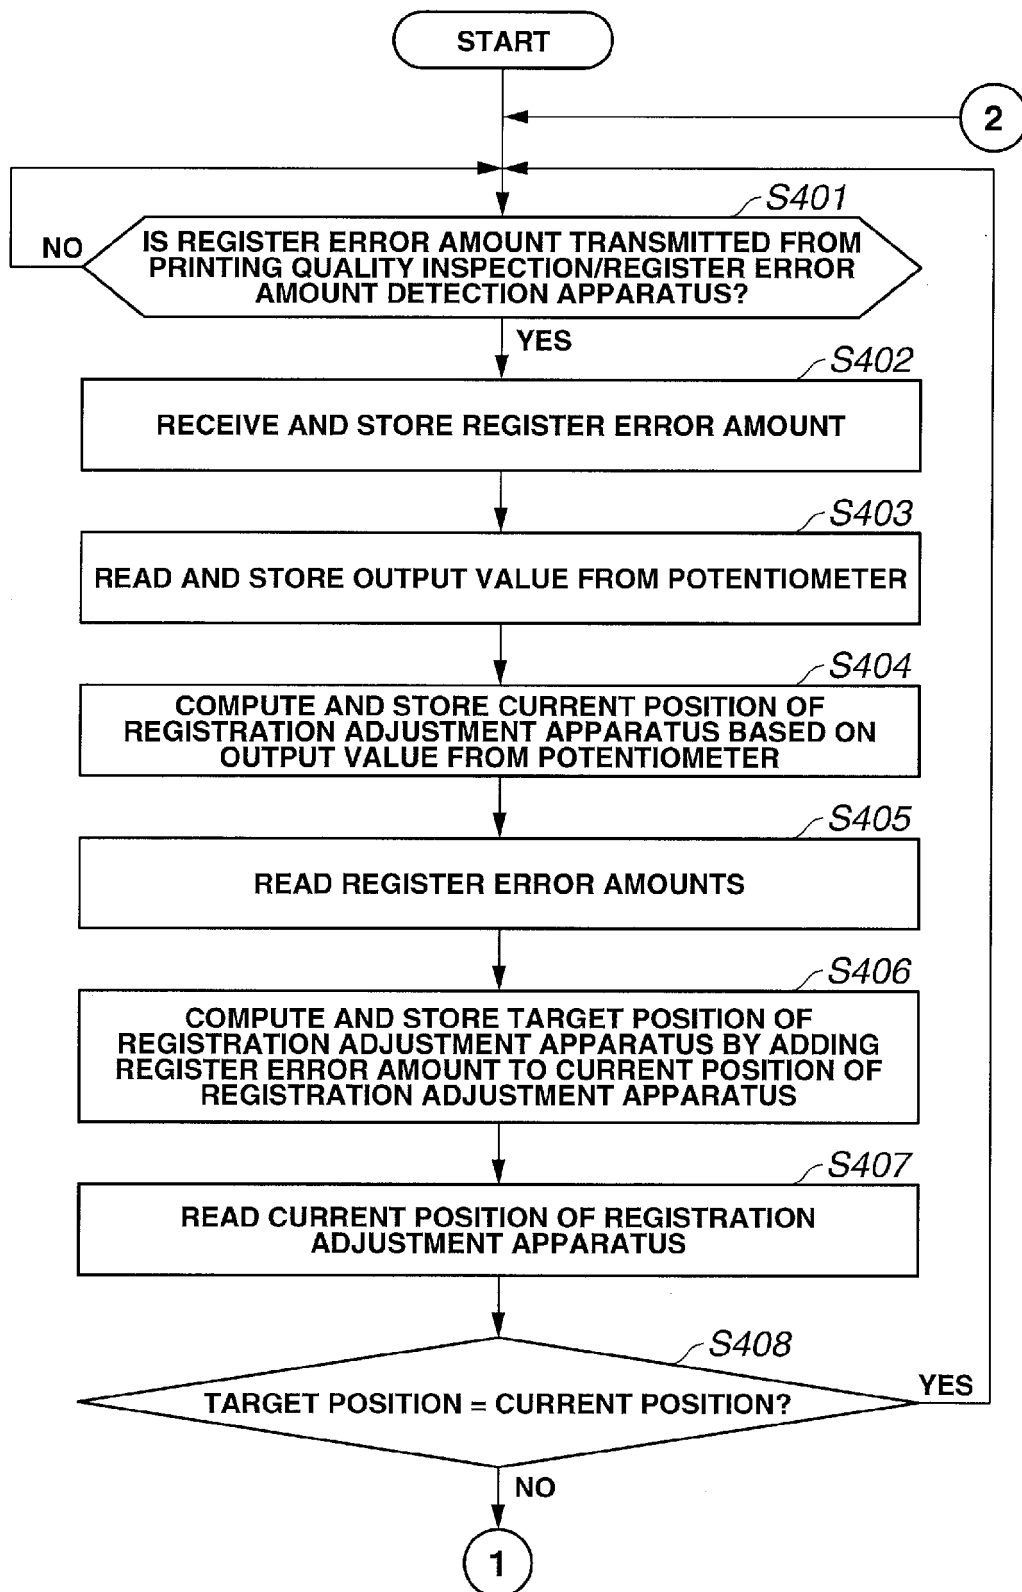 START
2
S401
NO
IS REGISTER ERROR AMOUNT TRANSMITTED FROM
PRINTING QUALITY INSPECTION/REGISTER ERROR
AMOUNT DETECTION APPARATUS?
YES
S402
RECEIVE AND STORE REGISTER ERROR AMOUNT
S403
READ AND STORE OUTPUT VALUE FROM POTENTIOMETER
S404
COMPUTE AND STORE CURRENT POSITION OF
REGISTRATION ADJUSTMENT APPARATUS BASED ON
OUTPUT VALUE FROM POTENTIOMETER
S405
READ REGISTER ERROR AMOUNTS
S406
COMPUTE AND STORE TARGET POSITION OF
REGISTRATION ADJUSTMENT APPARATUS BY ADDING
REGISTER ERROR AMOUNT TO CURRENT POSITION OF
REGISTRATION ADJUSTMENT APPARATUS
S407
READ CURRENT POSITION OF REGISTRATION
ADJUSTMENT APPARATUS
S408
TARGET POSITION = CURRENT POSITION?
YES
NO
1